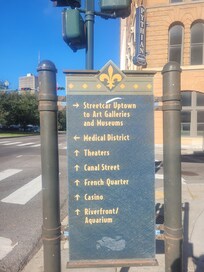 → Streetcar Uptown
to Art Galleries
and Museums
← Medical District
↑ Theaters
↑ Canal Street
↑ French Quarter
↑ Casino
↑ Riverfront/
Aquarium